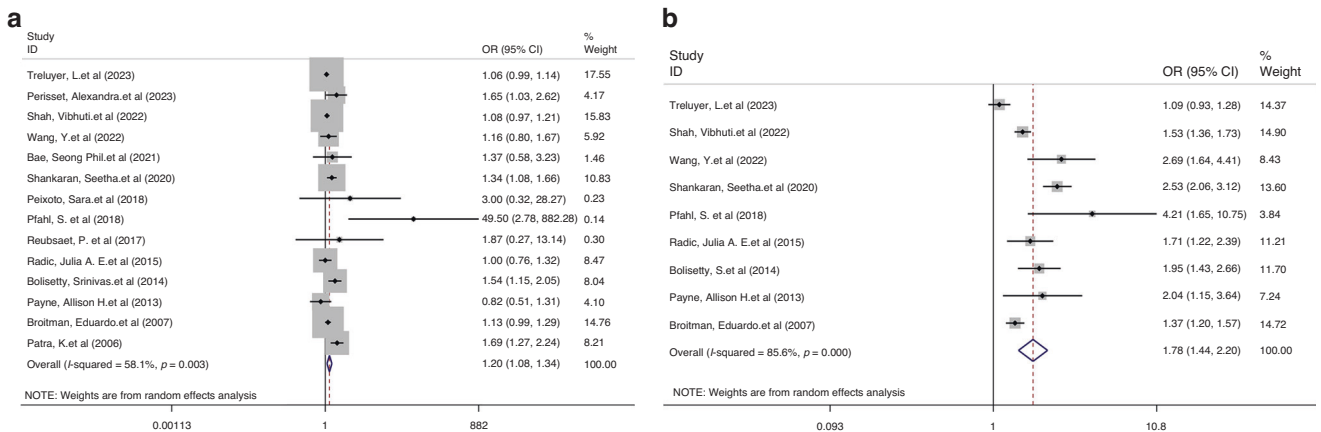 a
Study
ID OR (95% CI) % Weight
Treluyer, L.et al (2023) 1.06 (0.99, 1.14) 17.55
Perisset, Alexandra.et al (2023) 1.65 (1.03, 2.62) 4.17
Shah, Vibhuti.et al (2022) 1.08 (0.97, 1.21) 15.83
Wang, Y.et al (2022) 1.16 (0.80, 1.67) 5.92
Bae, Seong Phil.et al (2021) 1.37 (0.58, 3.23) 1.46
Shankaran, Seetha.et al (2020) 1.34 (1.08, 1.66) 10.83
Peixoto, Sara.et al (2018) 3.00 (0.32, 28.27) 0.23
Pfahl, S. et al (2018) 49.50 (2.78, 882.28) 0.14
Reubsaet, P. et al (2017) 1.87 (0.27, 13.14) 0.30
Radic, Julia A. E.et al (2015) 1.00 (0.76, 1.32) 8.47
Bolisetty, Srinivas.et al (2014) 1.54 (1.15, 2.05) 8.04
Payne, Allison H.et al (2013) 0.82 (0.51, 1.31) 4.10
Broitman, Eduardo.et al (2007) 1.13 (0.99, 1.29) 14.76
Patra, K.et al (2006) 1.69 (1.27, 2.24) 8.21
Overall (I-squared = 58.1%, p = 0.003) 1.20 (1.08, 1.34) 100.00
NOTE: Weights are from random effects analysis
0.00113 1 882
b
Study %
ID OR (95% CI) Weight
Treluyer, L.et al (2023) 1.09 (0.93, 1.28) 14.37
Shah, Vibhuti.et al (2022) 1.53 (1.36, 1.73) 14.90
Wang, Y.et al (2022) 2.69 (1.64, 4.41) 8.43
Shankaran, Seetha.et al (2020) 2.53 (2.06, 3.12) 13.60
Pfahl, S. et al (2018) 4.21 (1.65, 10.75) 3.84
Radic, Julia A. E.et al (2015) 1.71 (1.22, 2.39) 11.21
Bolisetty, S.et al (2014) 1.95 (1.43, 2.66) 11.70
Payne, Allison H.et al (2013) 2.04 (1.15, 3.64) 7.24
Broitman, Eduardo.et al (2007) 1.37 (1.20, 1.57) 14.72
Overall (I-squared = 85.6%, p = 0.000) 1.78 (1.44, 2.20) 100.00
NOTE: Weights are from random effects analysis
0.093 1 10.8